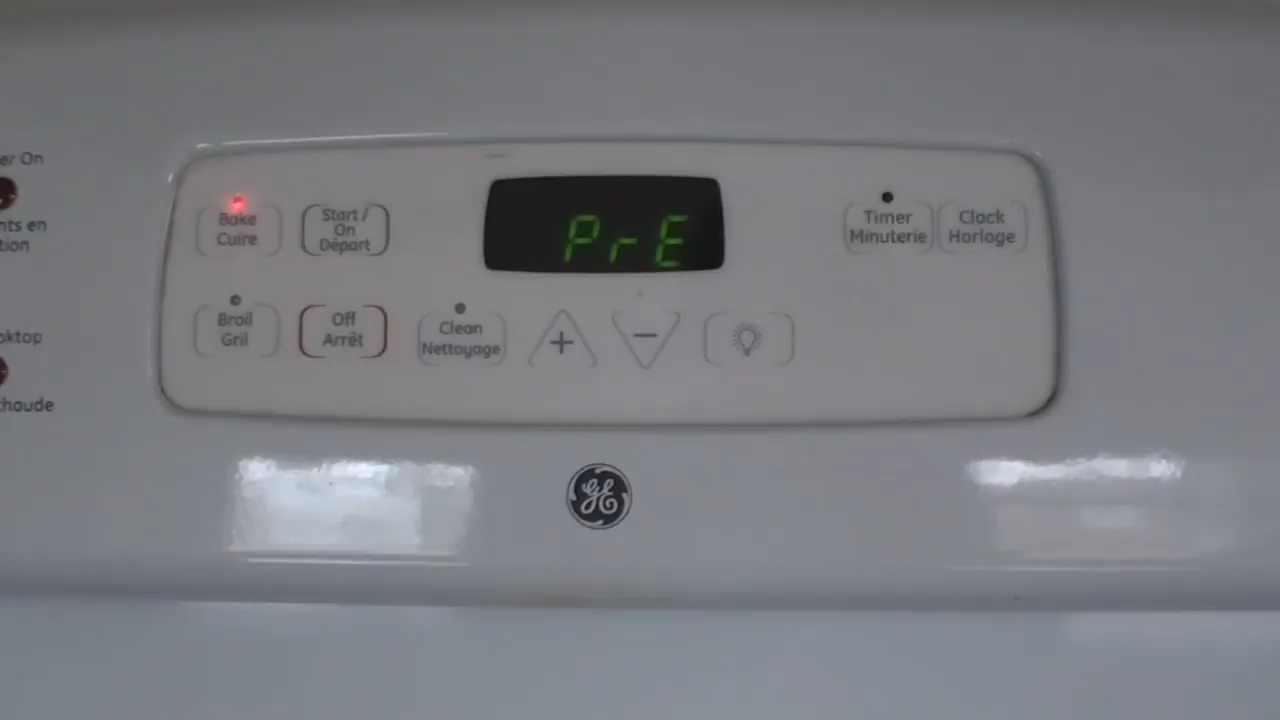 er On
nts en
tion
oktop
chaude
Bake
Cuire
Start /
On
Départ
PrE
Timer
Minuterie
Clock
Horloge
Broil
Gril
Off
Arrêt
Clean
Nettoyage
+
−
GE